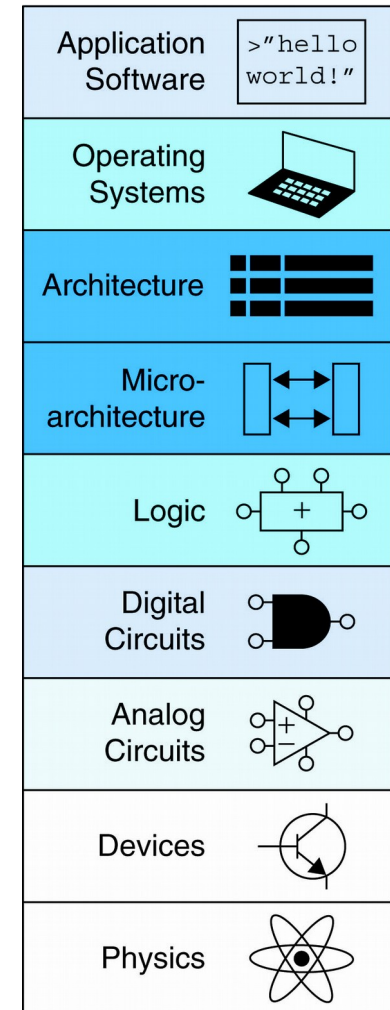 Application
Software
>"hello
world!"
Operating
Systems
Architecture
Micro-
architecture
Logic
+
Digital
Circuits
Analog
Circuits
+
−
Devices
Physics